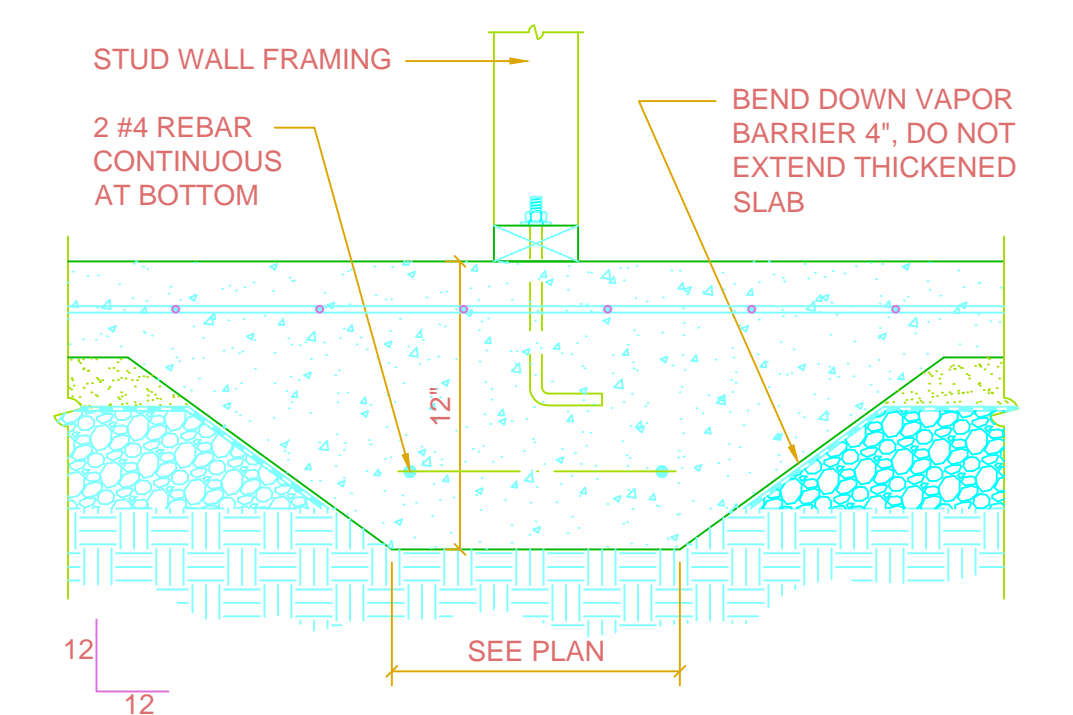 STUD WALL FRAMING
2 #4 REBAR
CONTINUOUS
AT BOTTOM
BEND DOWN VAPOR
BARRIER 4", DO NOT
EXTEND THICKENED
SLAB
12"
SEE PLAN
12
12